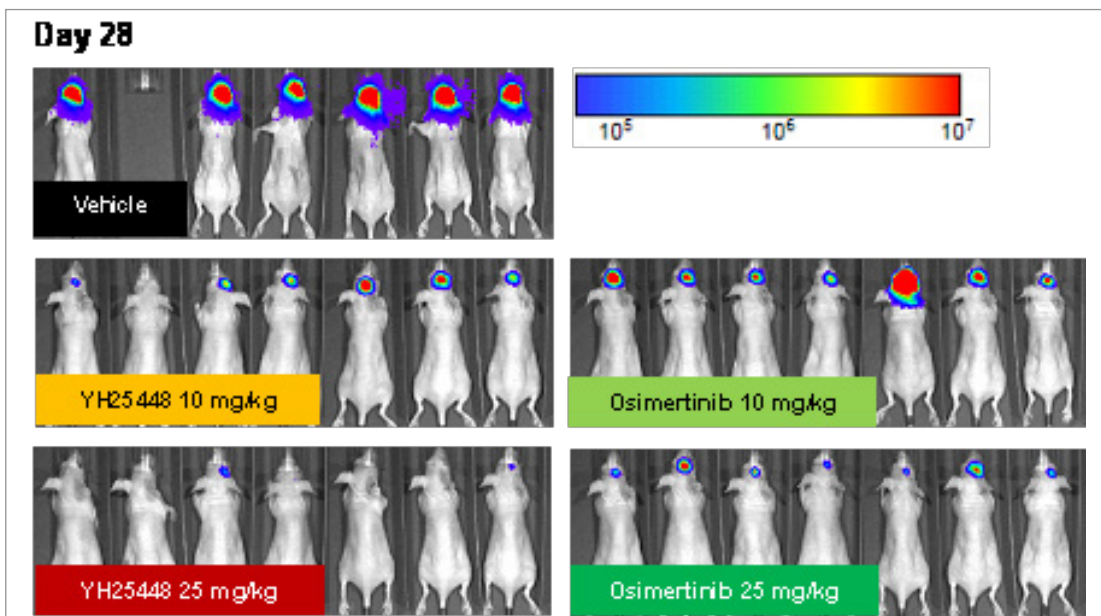 Day 28
10⁵ 10⁶ 10⁷
Vehicle
YH25448 10 mg/kg
Osimertinib 10 mg/kg
YH25448 25 mg/kg
Osimertinib 25 mg/kg